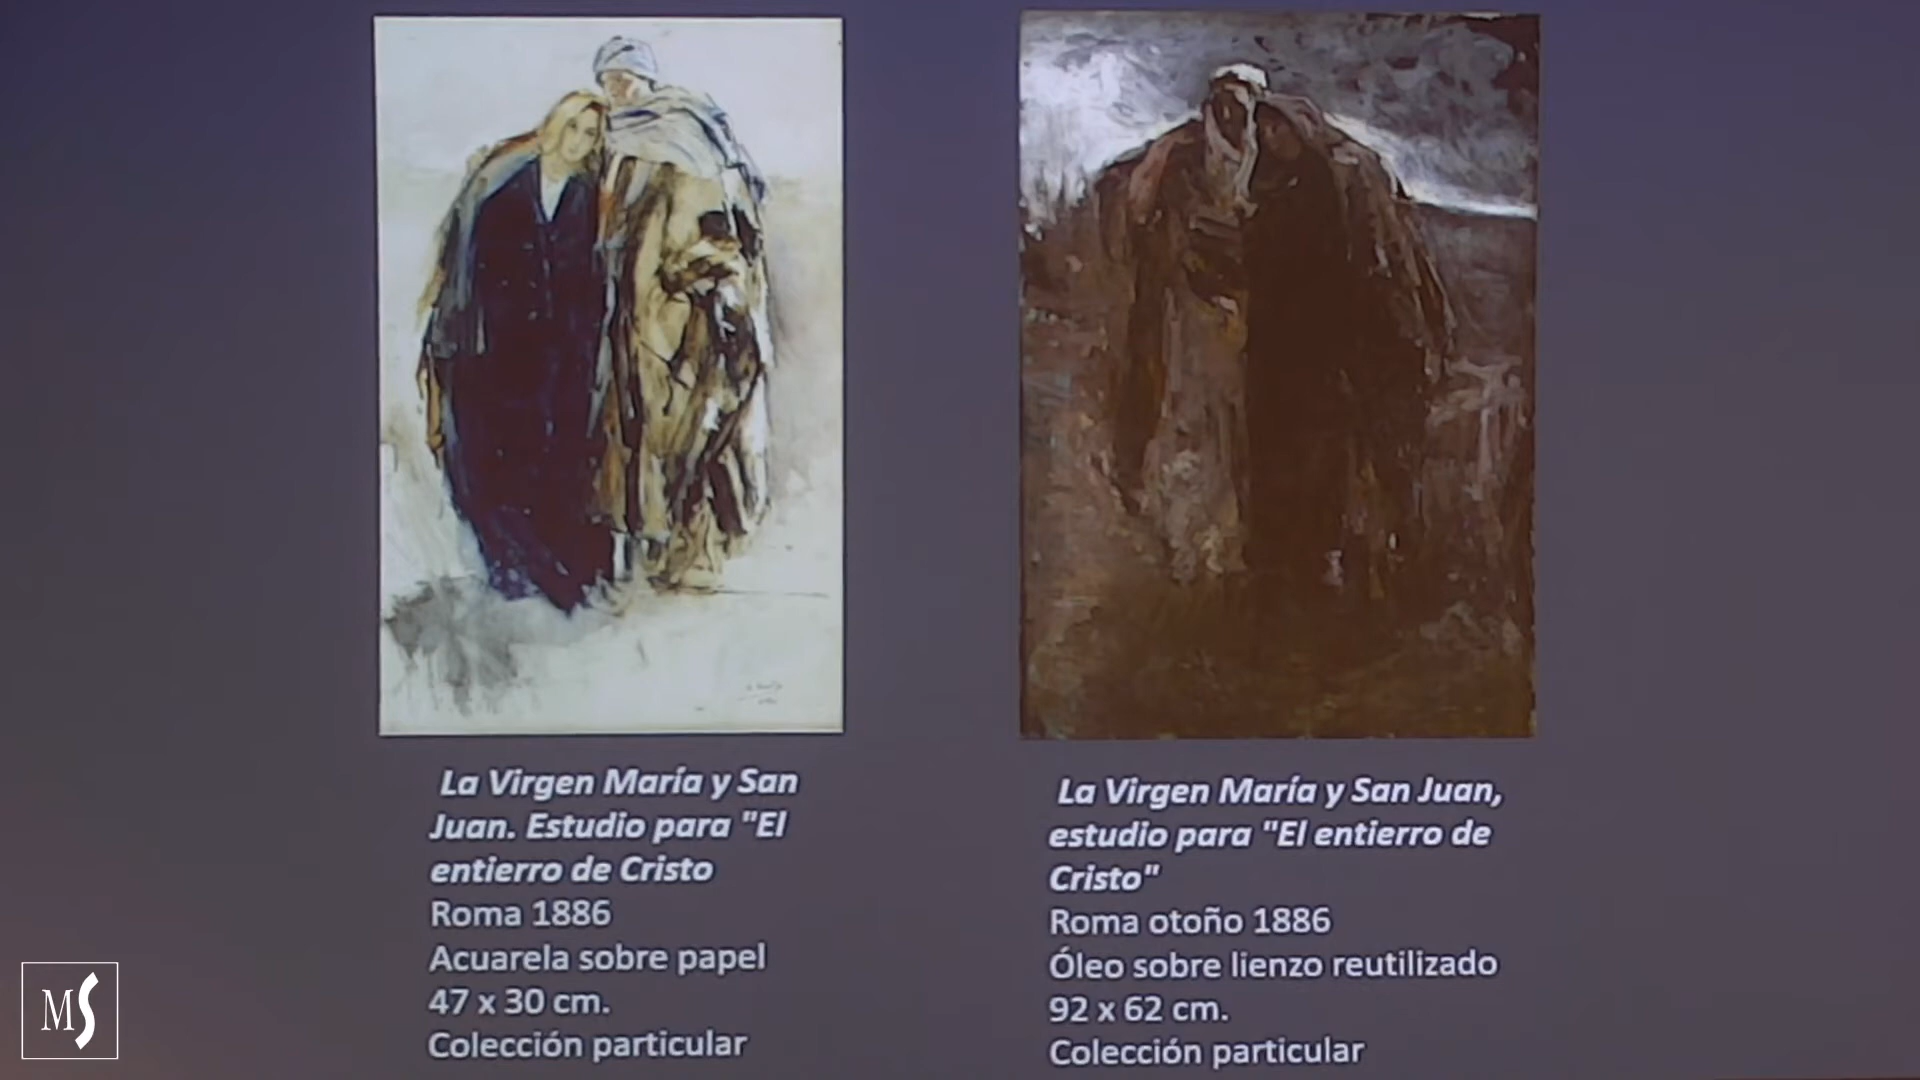 La Virgen María y San
Juan. Estudio para "El
entierro de Cristo
Roma 1886
Acuarela sobre papel
47 x 30 cm.
Colección particular
La Virgen María y San Juan,
estudio para "El entierro de
Cristo"
Roma otoño 1886
Óleo sobre lienzo reutilizado
92 x 62 cm.
Colección particular
MS